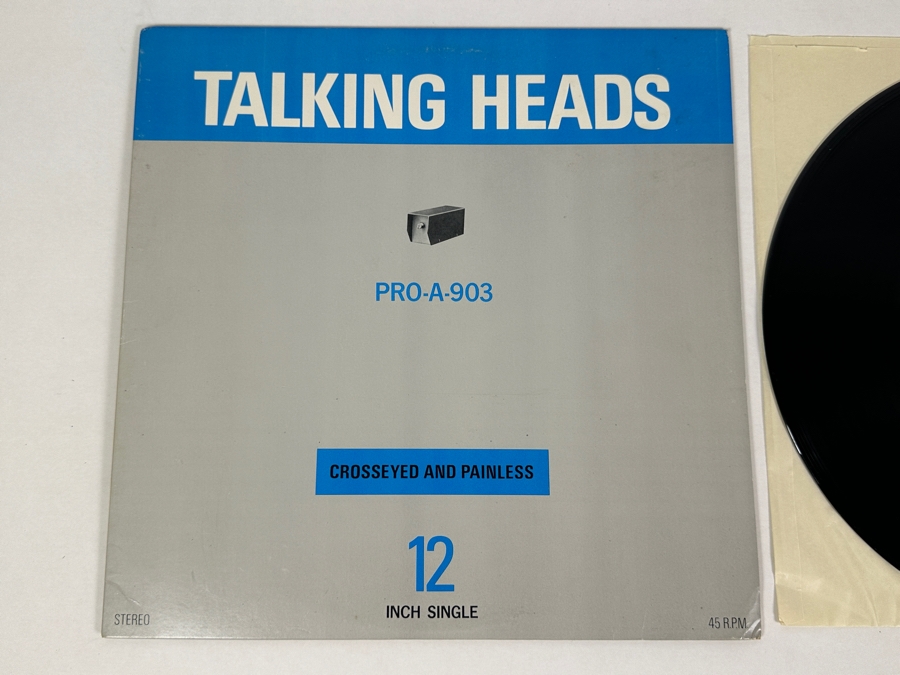 TALKING HEADS
PRO-A-903
CROSSEYED AND PAINLESS
12
INCH SINGLE
STEREO
45 R.P.M.